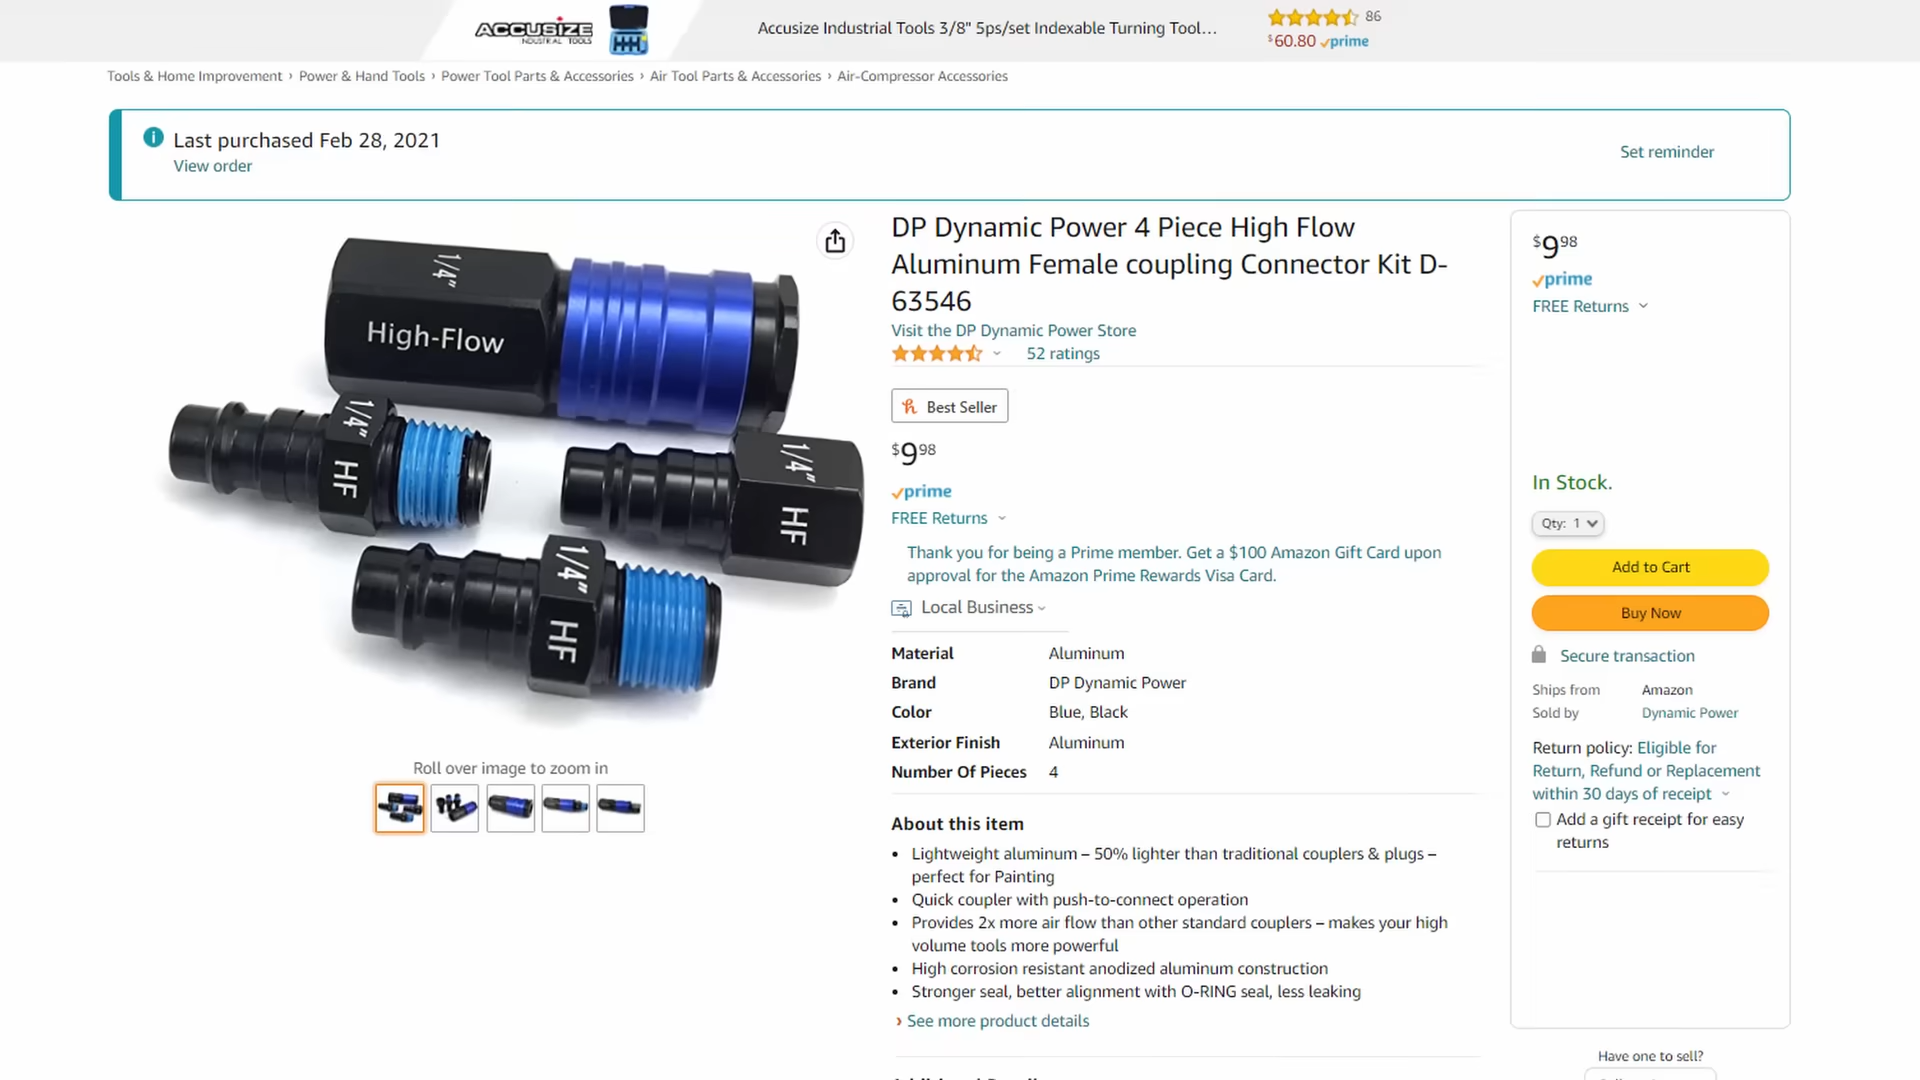 ACCUSIZE
INDUSTRIAL TOOLS
Accusize Industrial Tools 3/8" 5ps/set Indexable Turning Tool...
86
$60.80 prime
Tools & Home Improvement › Power & Hand Tools › Power Tool Parts & Accessories › Air Tool Parts & Accessories › Air-Compressor Accessories
Last purchased Feb 28, 2021
View order
Set reminder
1/4"
High-Flow
1/4"
HF
1/4"
HF
1/4"
HF
Roll over image to zoom in
DP Dynamic Power 4 Piece High Flow
Aluminum Female coupling Connector Kit D-
63546
Visit the DP Dynamic Power Store
52 ratings
Best Seller
$9.98
prime
FREE Returns
Thank you for being a Prime member. Get a $100 Amazon Gift Card upon
approval for the Amazon Prime Rewards Visa Card.
Local Business
Material Aluminum
Brand DP Dynamic Power
Color Blue, Black
Exterior Finish Aluminum
Number Of Pieces 4
About this item
• Lightweight aluminum – 50% lighter than traditional couplers & plugs –
perfect for Painting
• Quick coupler with push-to-connect operation
• Provides 2x more air flow than other standard couplers – makes your high
volume tools more powerful
• High corrosion resistant anodized aluminum construction
• Stronger seal, better alignment with O-RING seal, less leaking
› See more product details
$9.98
prime
FREE Returns
In Stock.
Qty: 1
Add to Cart
Buy Now
Secure transaction
Ships from Amazon
Sold by Dynamic Power
Return policy: Eligible for
Return, Refund or Replacement
within 30 days of receipt
Add a gift receipt for easy
returns
Have one to sell?